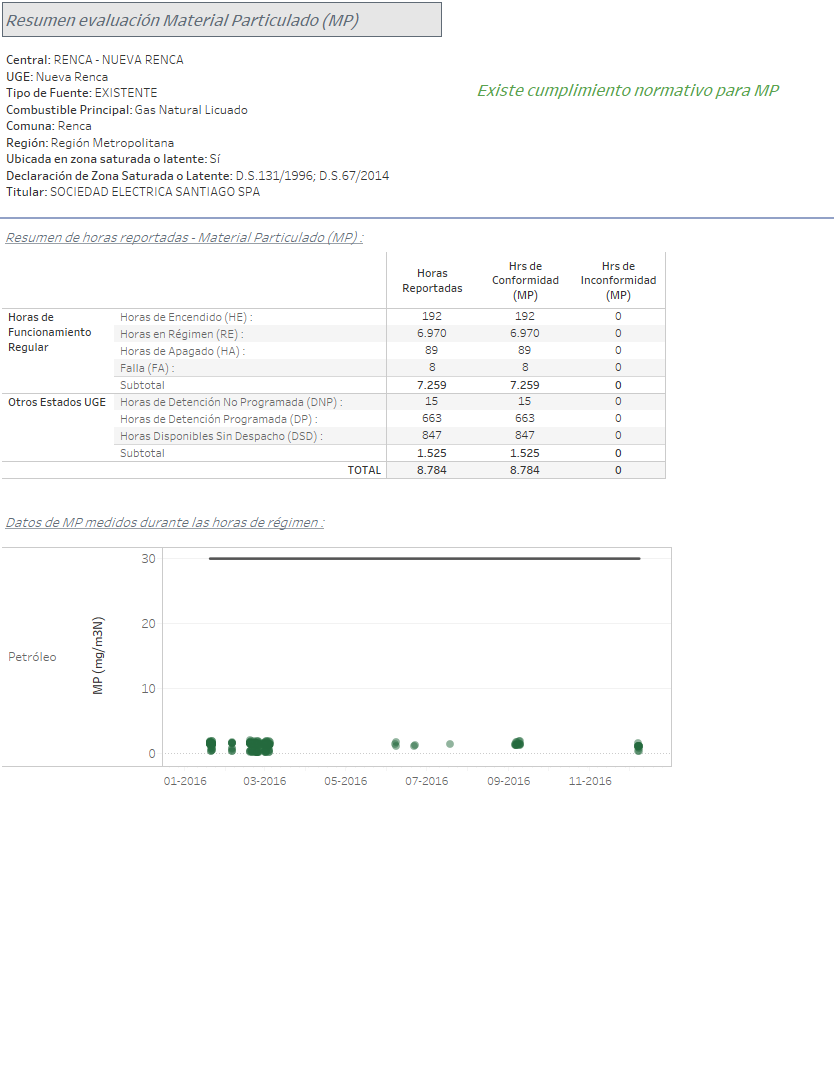 Resumen evaluación Material Particulado (MP)
Central: RENCA - NUEVA RENCA
UGE: Nueva Renca
Tipo de Fuente: EXISTENTE
Combustible Principal: Gas Natural Licuado
Comuna: Renca
Región: Región Metropolitana
Ubicada en zona saturada o latente: Sí
Declaración de Zona Saturada o Latente: D.S.131/1996; D.S.67/2014
Titular: SOCIEDAD ELECTRICA SANTIAGO SPA
Existe cumplimiento normativo para MP
Resumen de horas reportadas - Material Particulado (MP) :
Horas Reportadas
Hrs de Conformidad (MP)
Hrs de Inconformidad (MP)
Horas de Funcionamiento Regular
Horas de Encendido (HE) : 192 192 0
Horas en Régimen (RE) : 6.970 6.970 0
Horas de Apagado (HA) : 89 89 0
Falla (FA) : 8 8 0
Subtotal 7.259 7.259 0
Otros Estados UGE
Horas de Detención No Programada (DNP) : 15 15 0
Horas de Detención Programada (DP) : 663 663 0
Horas Disponibles Sin Despacho (DSD) : 847 847 0
Subtotal 1.525 1.525 0
TOTAL 8.784 8.784 0
Datos de MP medidos durante las horas de régimen :
Petróleo
MP (mg/m3N)
30
20
10
0
01-2016 03-2016 05-2016 07-2016 09-2016 11-2016